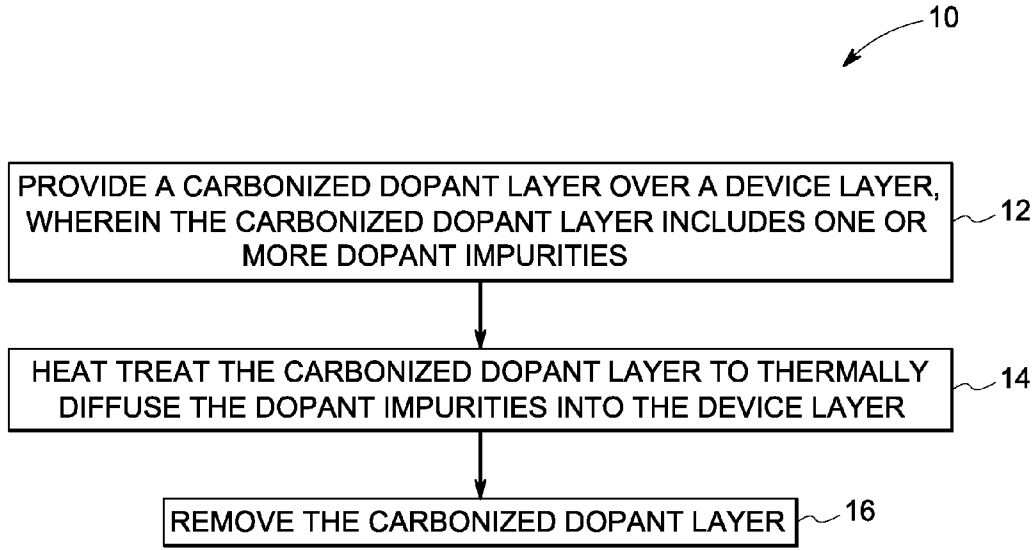 10
PROVIDE A CARBONIZED DOPANT LAYER OVER A DEVICE LAYER,
WHEREIN THE CARBONIZED DOPANT LAYER INCLUDES ONE OR
MORE DOPANT IMPURITIES
12
HEAT TREAT THE CARBONIZED DOPANT LAYER TO THERMALLY
DIFFUSE THE DOPANT IMPURITIES INTO THE DEVICE LAYER
14
REMOVE THE CARBONIZED DOPANT LAYER
16